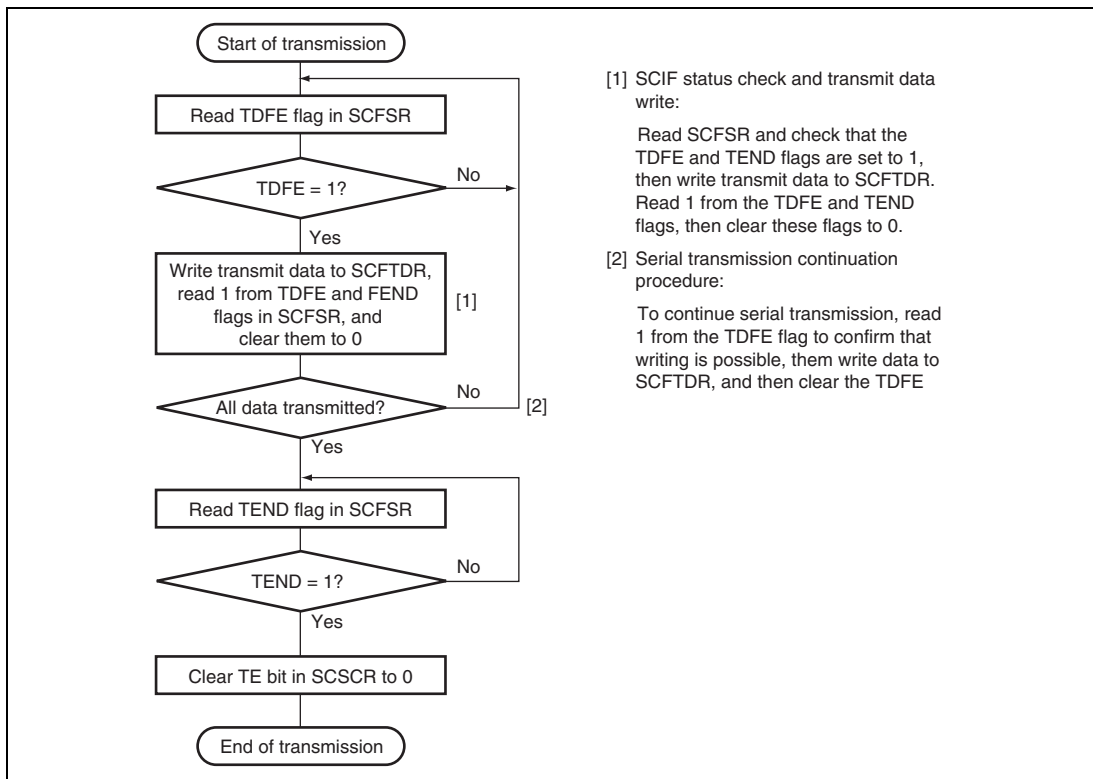 Start of transmission
Read TDFE flag in SCFSR
TDFE = 1?
No
Yes
Write transmit data to SCFTDR,
read 1 from TDFE and FEND
flags in SCFSR, and
clear them to 0
[1]
All data transmitted?
No
[2]
Yes
Read TEND flag in SCFSR
TEND = 1?
No
Yes
Clear TE bit in SCSCR to 0
End of transmission
[1] SCIF status check and transmit data
write:
Read SCFSR and check that the
TDFE and TEND flags are set to 1,
then write transmit data to SCFTDR.
Read 1 from the TDFE and TEND
flags, then clear these flags to 0.
[2] Serial transmission continuation
procedure:
To continue serial transmission, read
1 from the TDFE flag to confirm that
writing is possible, them write data to
SCFTDR, and then clear the TDFE